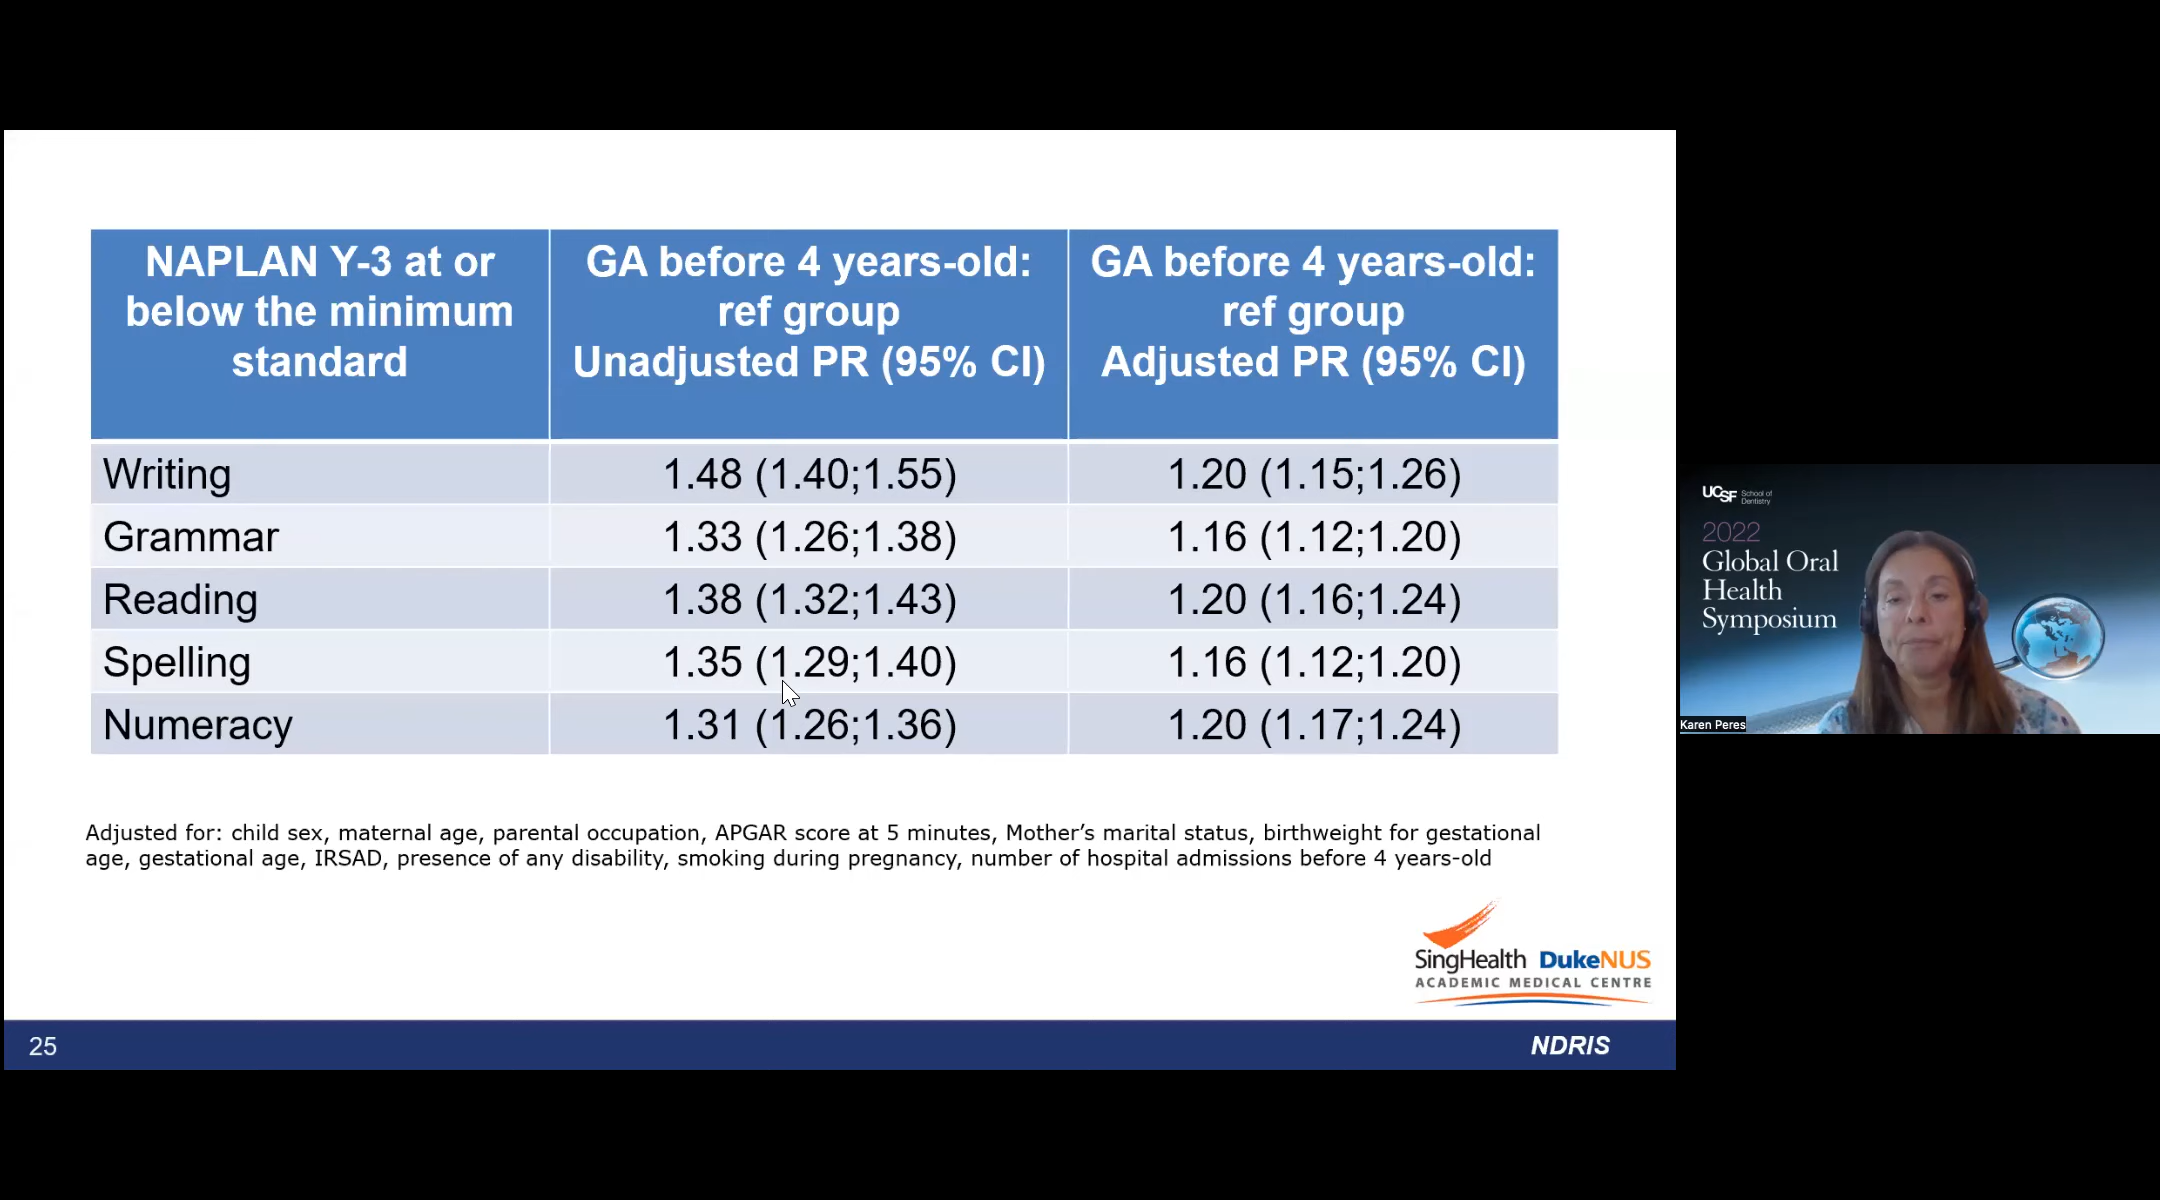 NAPLAN Y-3 at or
below the minimum
standard
GA before 4 years-old:
ref group
Unadjusted PR (95% CI)
GA before 4 years-old:
ref group
Adjusted PR (95% CI)
Writing 1.48 (1.40;1.55) 1.20 (1.15;1.26)
Grammar 1.33 (1.26;1.38) 1.16 (1.12;1.20)
Reading 1.38 (1.32;1.43) 1.20 (1.16;1.24)
Spelling 1.35 (1.29;1.40) 1.16 (1.12;1.20)
Numeracy 1.31 (1.26;1.36) 1.20 (1.17;1.24)
Adjusted for: child sex, maternal age, parental occupation, APGAR score at 5 minutes, Mother's marital status, birthweight for gestational
age, gestational age, IRSAD, presence of any disability, smoking during pregnancy, number of hospital admissions before 4 years-old
SingHealth DukeNUS
ACADEMIC MEDICAL CENTRE
25
NDRIS
UCSF School of
Dentistry
2022
Global Oral
Health
Symposium
Karen Peres